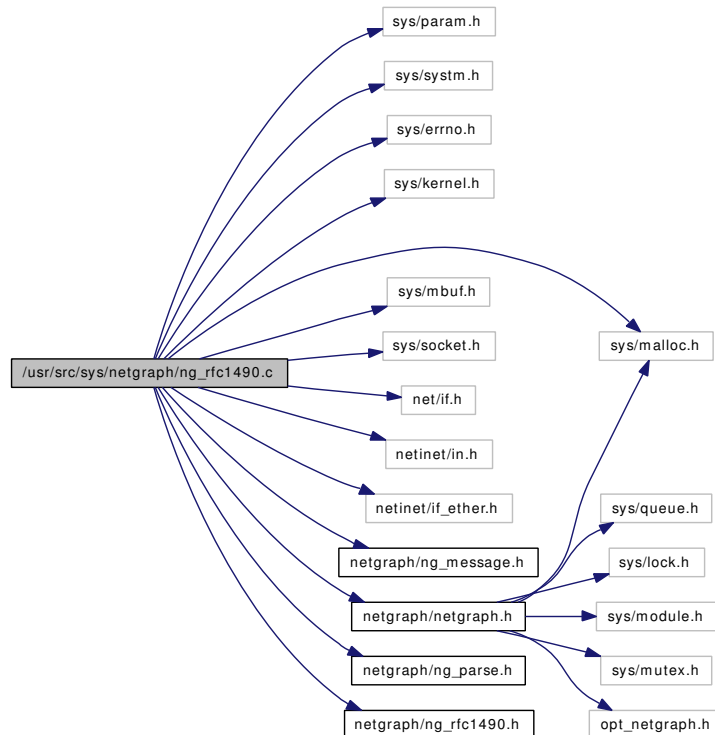 sys/param.h
sys/systm.h
sys/errno.h
sys/kernel.h
sys/mbuf.h
sys/socket.h
sys/malloc.h
/usr/src/sys/netgraph/ng_rfc1490.c
net/if.h
netinet/in.h
netinet/if_ether.h
sys/queue.h
netgraph/ng_message.h
sys/lock.h
netgraph/netgraph.h
sys/module.h
netgraph/ng_parse.h
sys/mutex.h
netgraph/ng_rfc1490.h
opt_netgraph.h